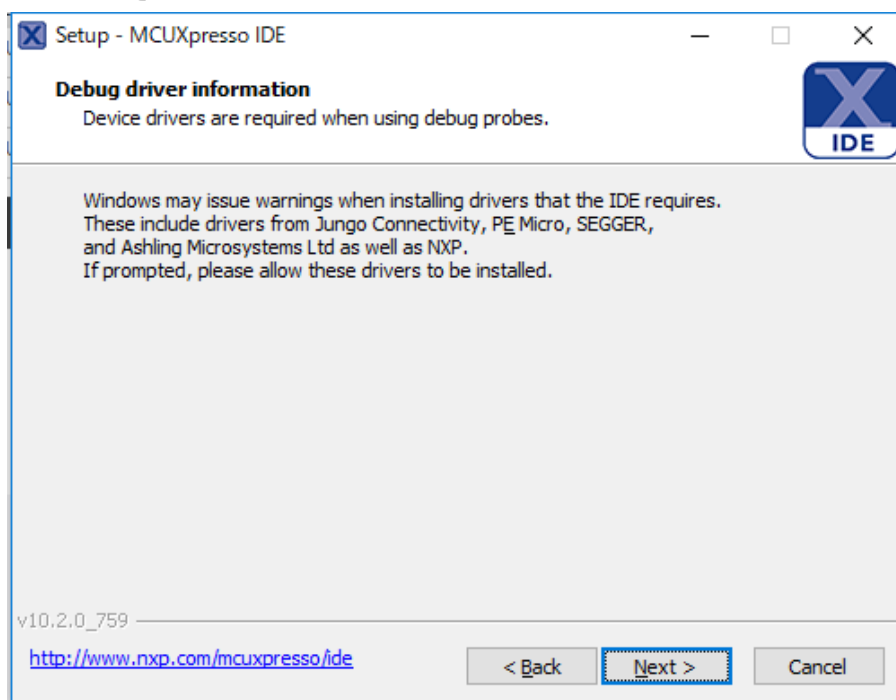 Setup - MCUXpresso IDE
Debug driver information
Device drivers are required when using debug probes.
IDE
Windows may issue warnings when installing drivers that the IDE requires.
These include drivers from Jungo Connectivity, PE Micro, SEGGER,
and Ashling Microsystems Ltd as well as NXP.
If prompted, please allow these drivers to be installed.
v10.2.0_759
http://www.nxp.com/mcuxpresso/ide
< Back Next > Cancel